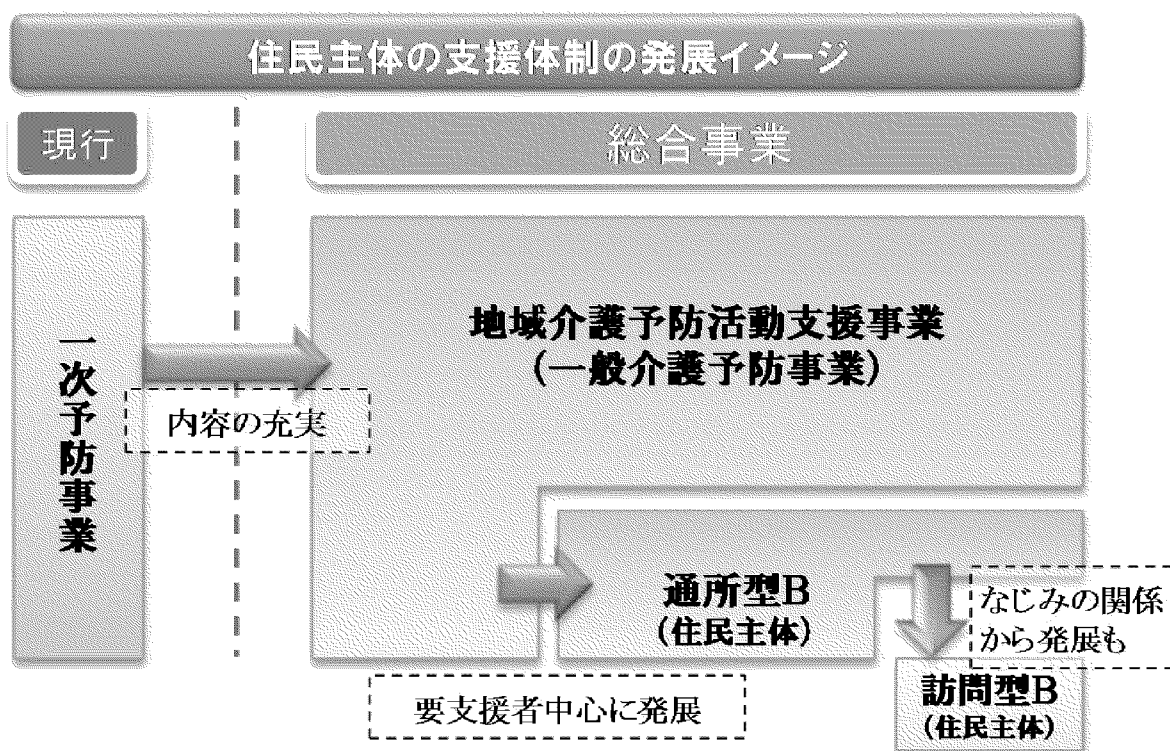 住民主体の支援体制の発展イメージ
現行
総合事業
一次予防事業
内容の充実
地域介護予防活動支援事業
(一般介護予防事業)
通所型B
(住民主体)
なじみの関係
から発展も
訪問型B
(住民主体)
要支援者中心に発展